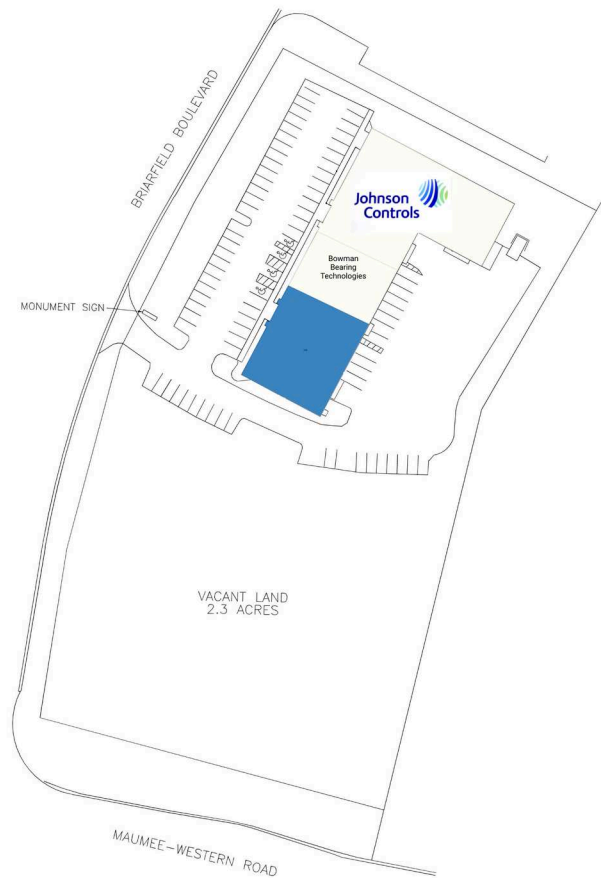 BRIARFIELD BOULEVARD
Johnson
Controls
Bowman
Bearing
Technologies
MONUMENT SIGN
VACANT LAND
2.3 ACRES
MAUMEE-WESTERN ROAD